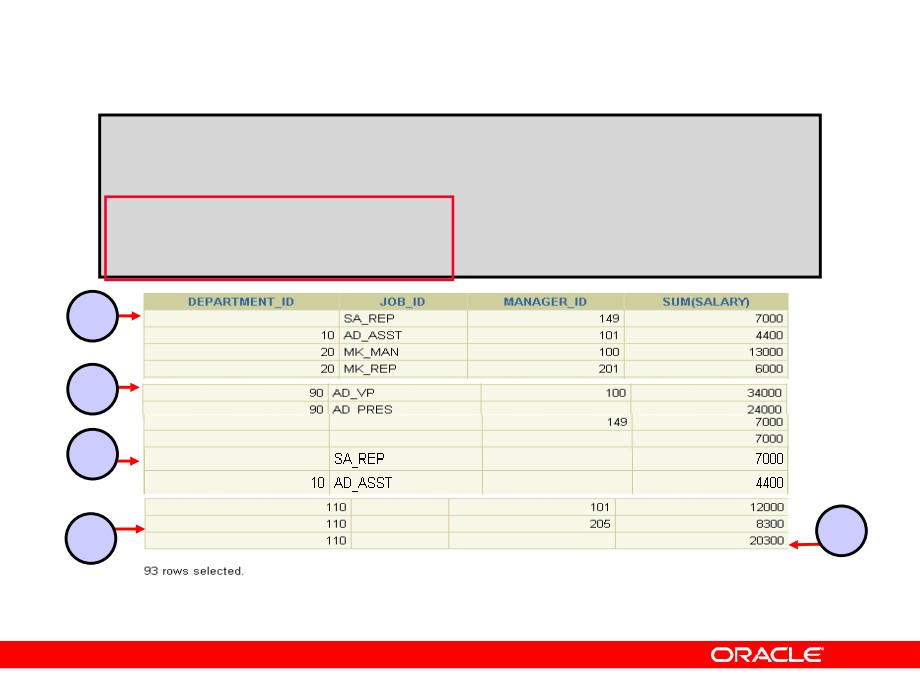 DEPARTMENT_ID JOB_ID MANAGER_ID SUM(SALARY)
SA_REP 149 7000
10 AD_ASST 101 4400
20 MK_MAN 100 13000
20 MK_REP 201 6000
90 AD_VP 100 34000
90 AD_PRES 24000
149 7000
7000
SA_REP 7000
10 AD_ASST 4400
110 101 12000
110 205 8300
110 20300
93 rows selected.
ORACLE